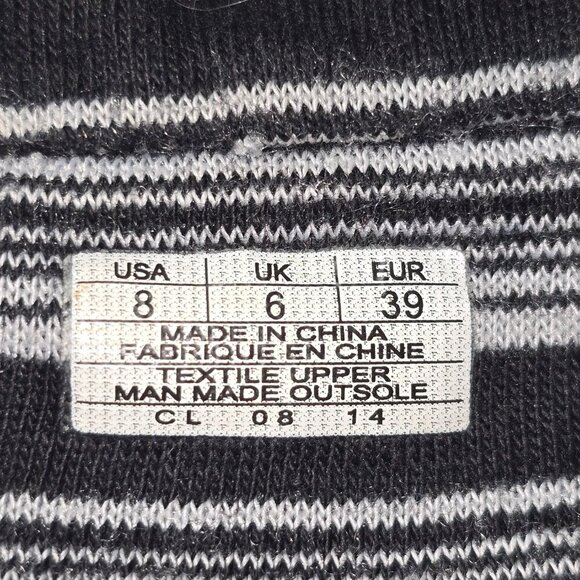 USA UK EUR
8 6 39
MADE IN CHINA
FABRIQUE EN CHINE
TEXTILE UPPER
MAN MADE OUTSOLE
CL 08 14